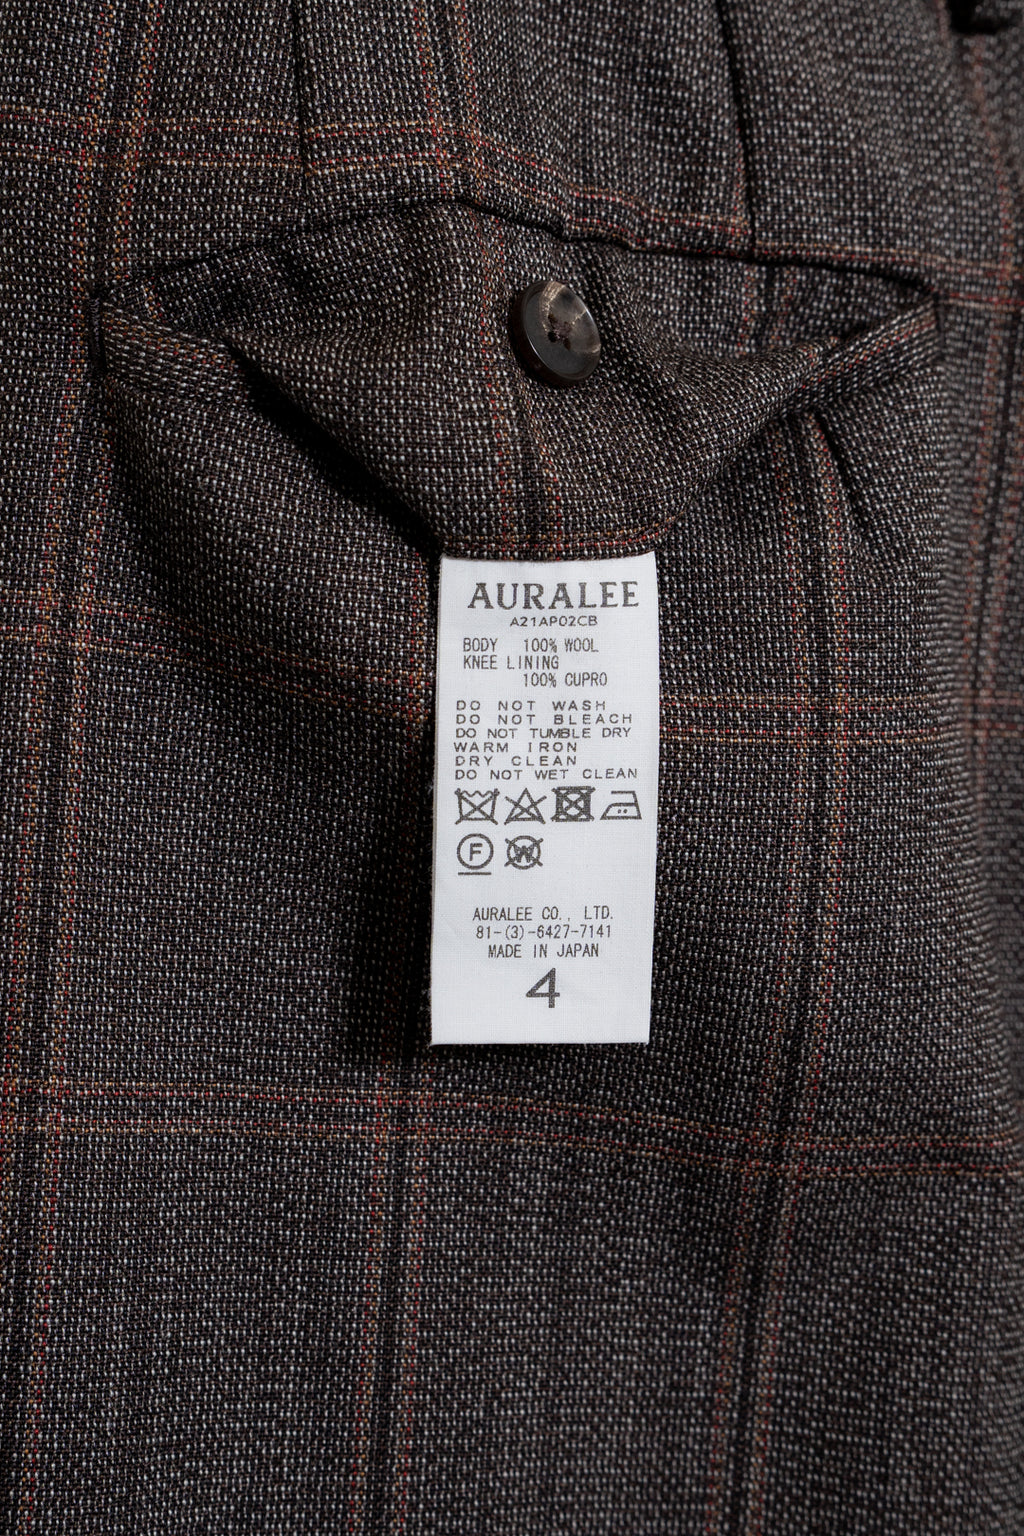 AURALEE
A21AP02CB
BODY 100% WOOL
KNEE LINING
100% CUPRO
DO NOT WASH
DO NOT BLEACH
DO NOT TUMBLE DRY
WARM IRON
DRY CLEAN
DO NOT WET CLEAN
F W
AURALEE CO., LTD.
81-(3)-6427-7141
MADE IN JAPAN
4